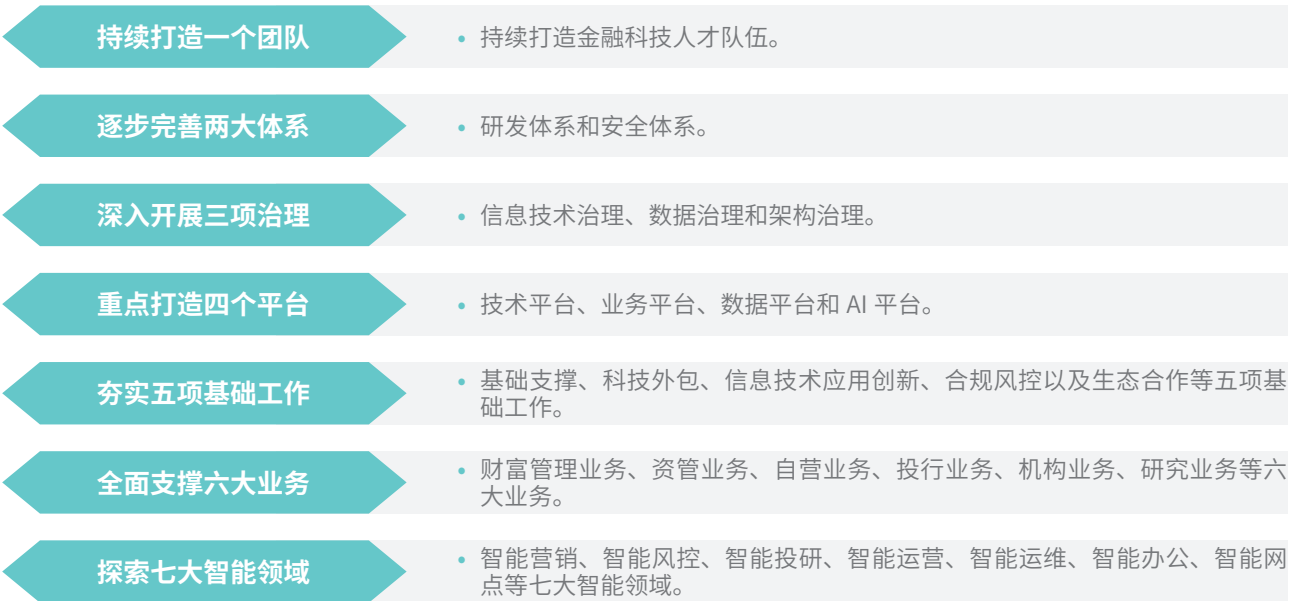 持续打造一个团队
• 持续打造金融科技人才队伍。
逐步完善两大体系
• 研发体系和安全体系。
深入开展三项治理
• 信息技术治理、数据治理和架构治理。
重点打造四个平台
• 技术平台、业务平台、数据平台和 AI 平台。
夯实五项基础工作
• 基础支撑、科技外包、信息技术应用创新、合规风控以及生态合作等五项基
础工作。
全面支撑六大业务
• 财富管理业务、资管业务、自营业务、投行业务、机构业务、研究业务等六
大业务。
探索七大智能领域
• 智能营销、智能风控、智能投研、智能运营、智能运维、智能办公、智能网
点等七大智能领域。